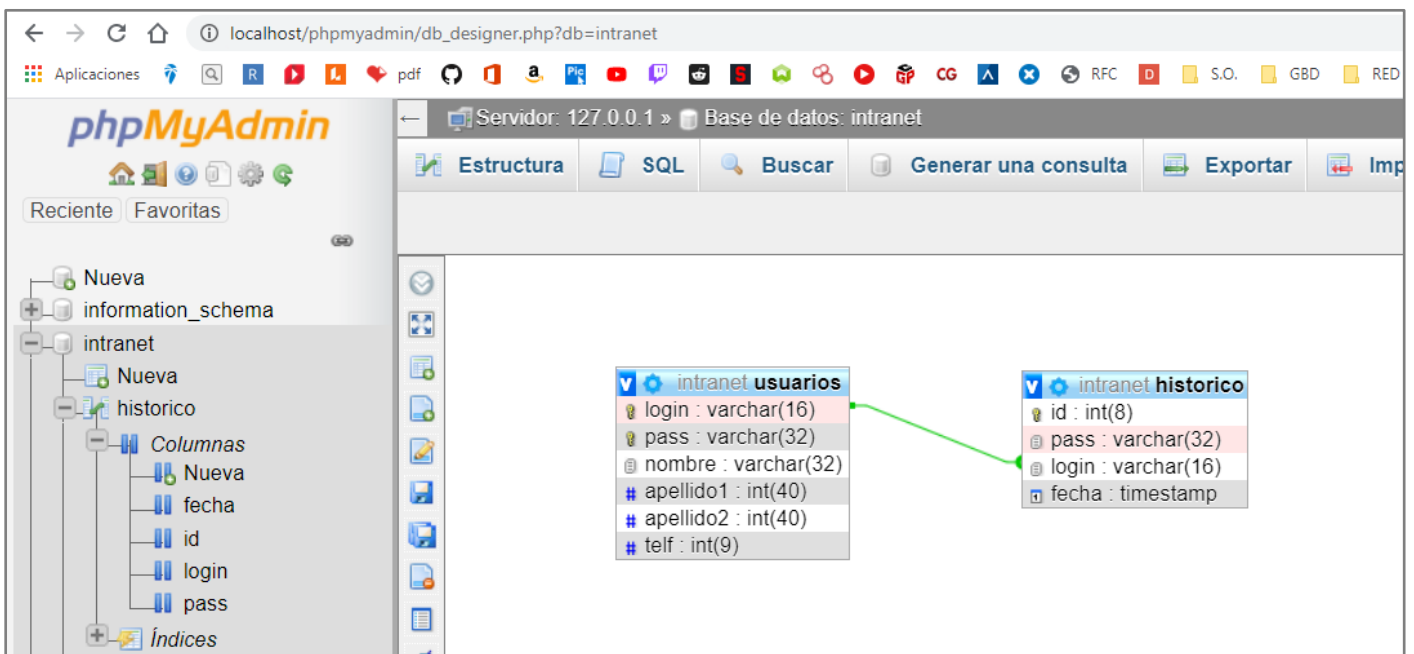 localhost/phpmyadmin/db_designer.php?db=intranet
Aplicaciones R L pdf a Pic S GP CG RFC D S.O. GBD RED
phpMyAdmin
Servidor: 127.0.0.1 » Base de datos: intranet
Estructura SQL Buscar Generar una consulta Exportar Imp
Reciente Favoritas
Nueva
information_schema
intranet
Nueva
historico
Columnas
Nueva
fecha
id
login
pass
Índices
v intranet usuarios
login : varchar(16)
pass : varchar(32)
nombre : varchar(32)
# apellido1 : int(40)
# apellido2 : int(40)
# telf : int(9)
v intranet historico
id : int(8)
pass : varchar(32)
login : varchar(16)
fecha : timestamp